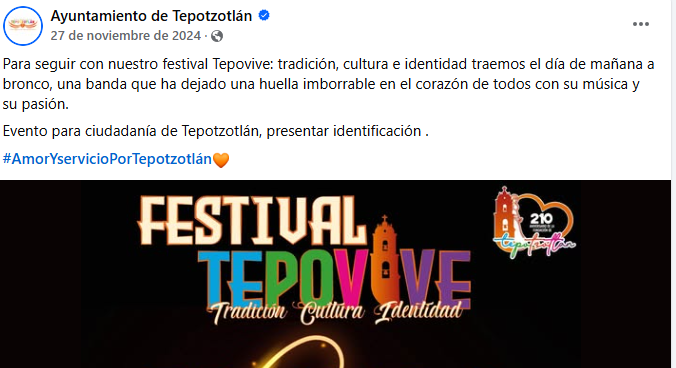 Ayuntamiento de Tepotzotlán
27 de noviembre de 2024 ·
Para seguir con nuestro festival Tepovive: tradición, cultura e identidad traemos el día de mañana a
bronco, una banda que ha dejado una huella imborrable en el corazón de todos con su música y
su pasión.
Evento para ciudadanía de Tepotzotlán, presentar identificación .
#AmorYservicioPorTepotzotlán🧡
FESTIVAL
TEPOVIVE
Tradición Cultura Identidad
210
tepotzotlán